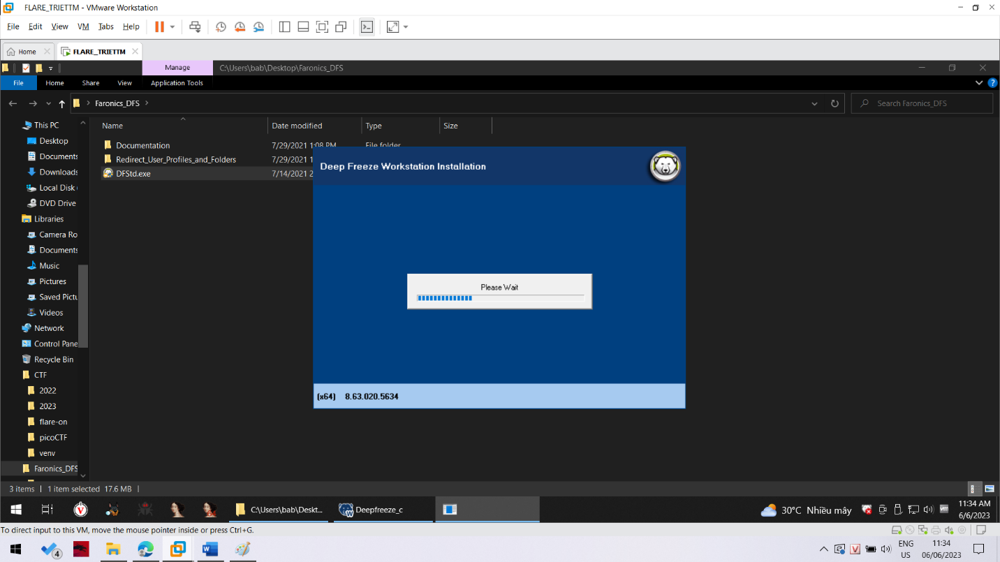 FLARE_TRIETTM - VMware Workstation
File Edit View VM Tabs Help
Home FLARE_TRIETTM
Manage C:\Users\bab\Desktop\Faronics_DFS
File Home Share View Application Tools
Faronics_DFS Search Faronics_DFS
Name Date modified Type Size
This PC
Desktop
Documents
Downloads
Local Disk (
DVD Drive
Libraries
Camera Ro
Documents
Music
Pictures
Saved Pictu
Videos
Network
Control Pane
Recycle Bin
CTF
2022
2023
flare-on
picoCTF
venv
Faronics_DFS
Documentation 7/29/2021 1:08 PM File folder
Redirect_User_Profiles_and_Folders 7/29/2021 1
DFStd.exe 7/14/2021 2
Deep Freeze Workstation Installation
Please Wait
(x64) 8.63.020.5634
3 items 1 item selected 17.6 MB
C:\Users\bab\Deskt... Deepfreeze_c 30°C Nhiều mây 11:34 AM
6/6/2023
To direct input to this VM, move the mouse pointer inside or press Ctrl+G.
4 ENG 11:34
US 06/06/2023